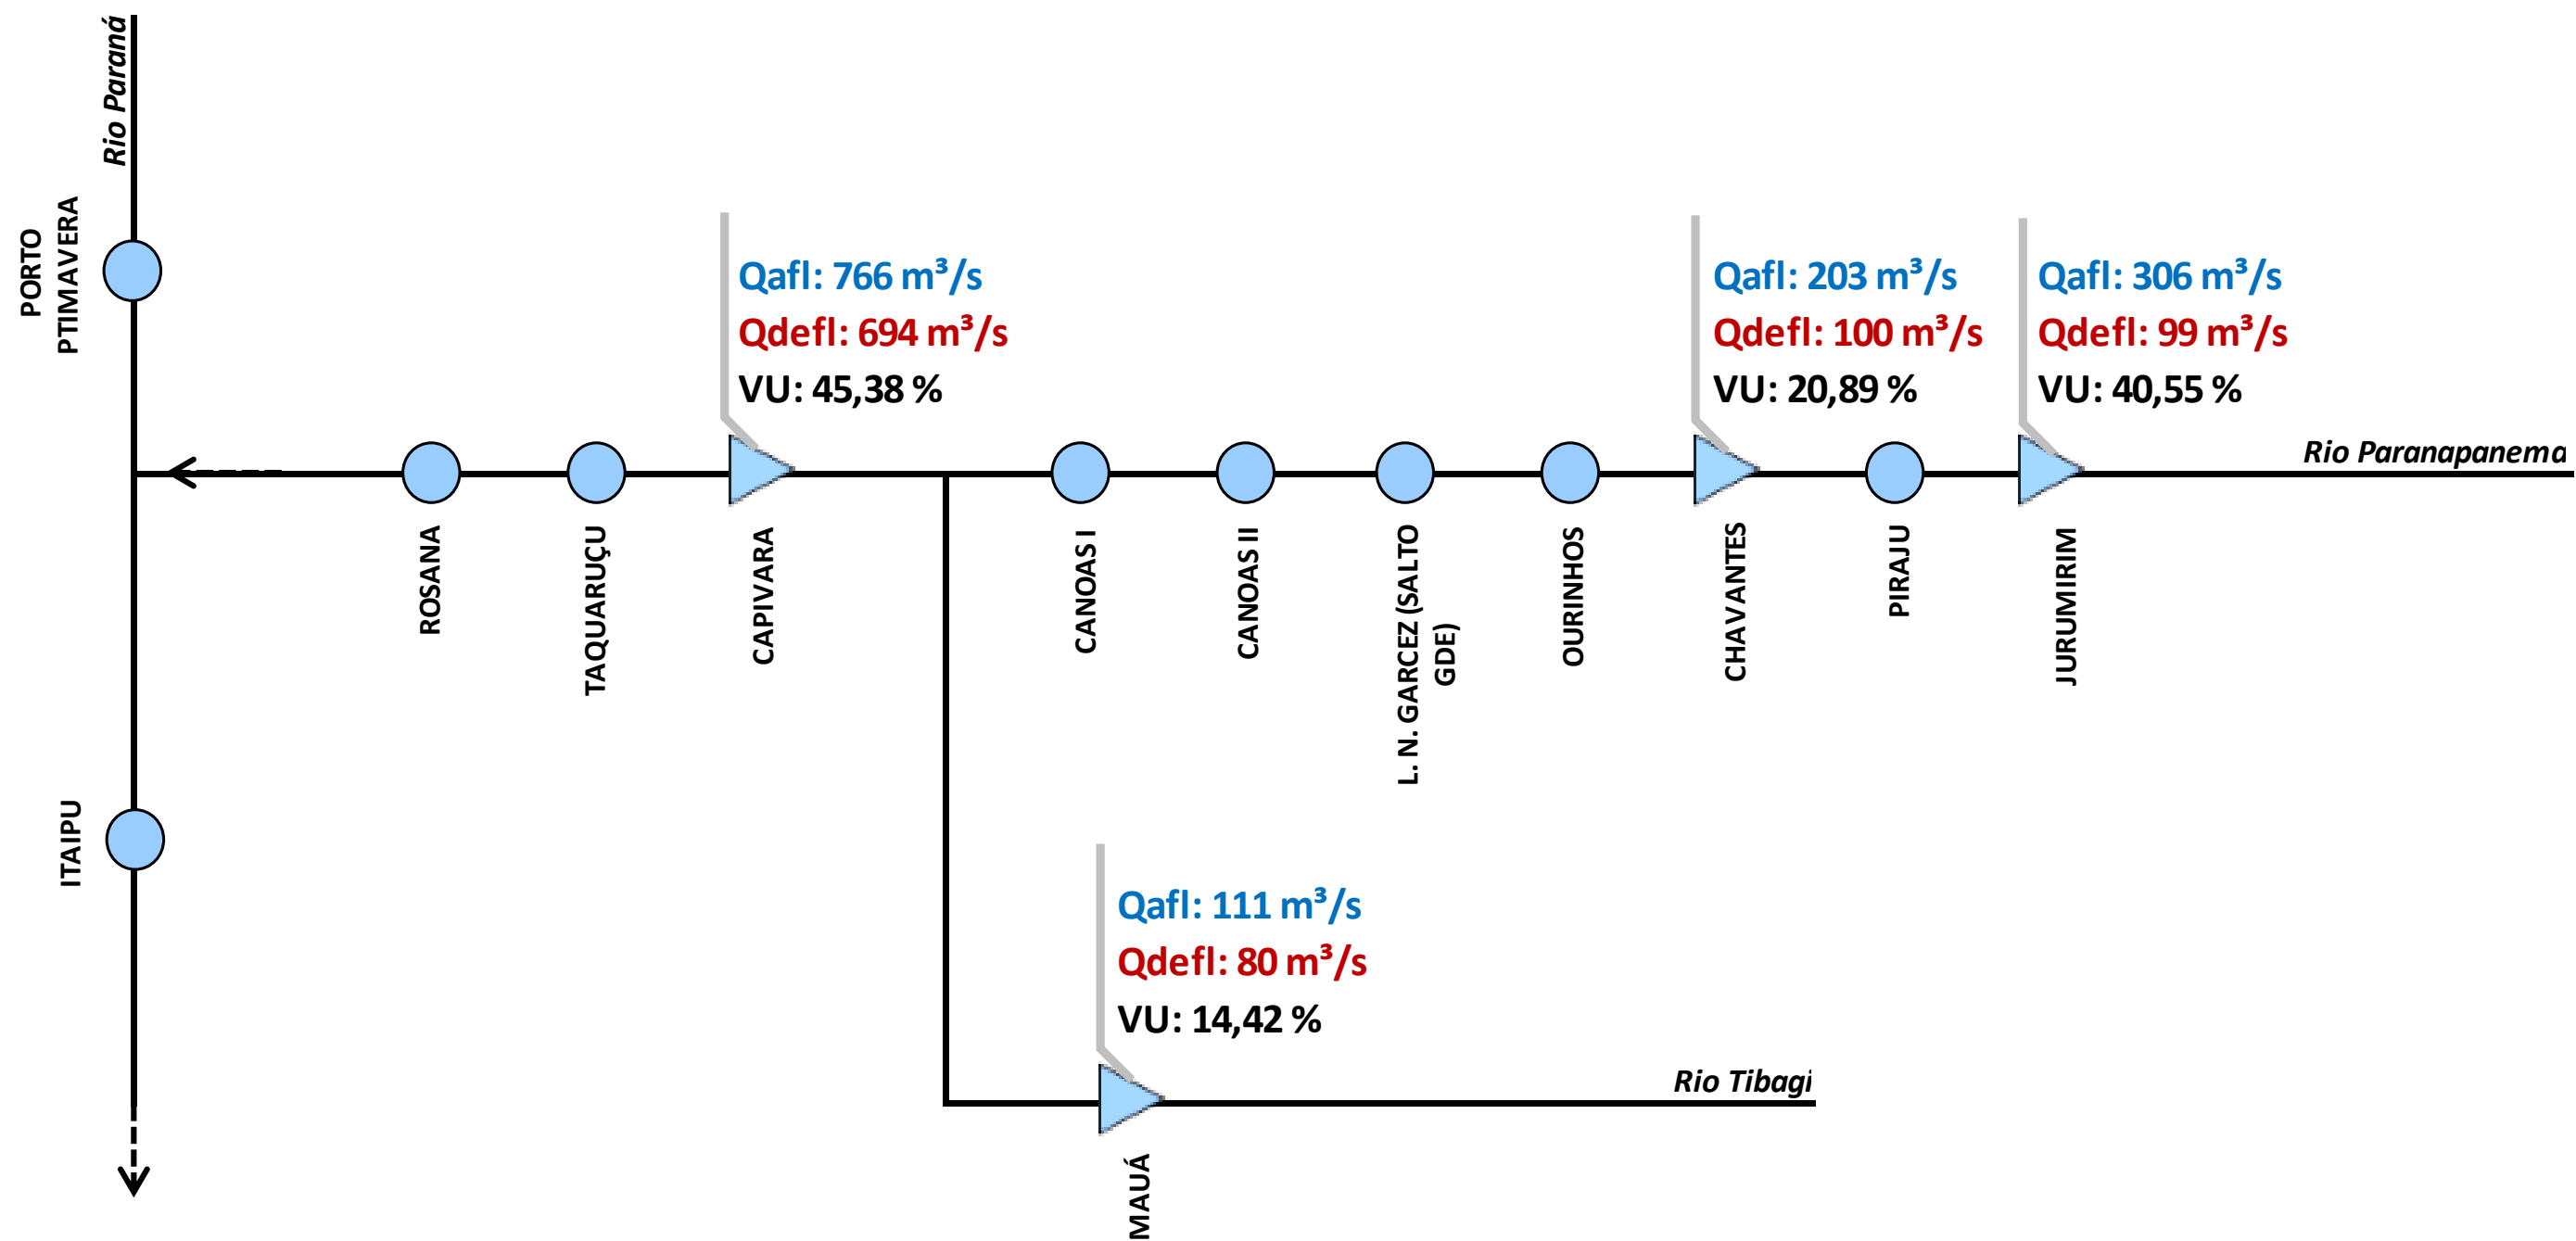 Rio Paraná
PORTO
PTIMAVERA
Qafl: 766 m³/s
Qdefl: 694 m³/s
VU: 45,38 %
Qafl: 203 m³/s
Qdefl: 100 m³/s
VU: 20,89 %
Qafl: 306 m³/s
Qdefl: 99 m³/s
VU: 40,55 %
Rio Paranapanema
ROSANA
TAQUARUÇU
CAPIVARA
CANOAS I
CANOAS II
L. N. GARCEZ (SALTO
GDE)
OURINHOS
CHAVANTES
PIRAJU
JURUMIRIM
ITAIPU
Qafl: 111 m³/s
Qdefl: 80 m³/s
VU: 14,42 %
Rio Tibagi
MAUÁ